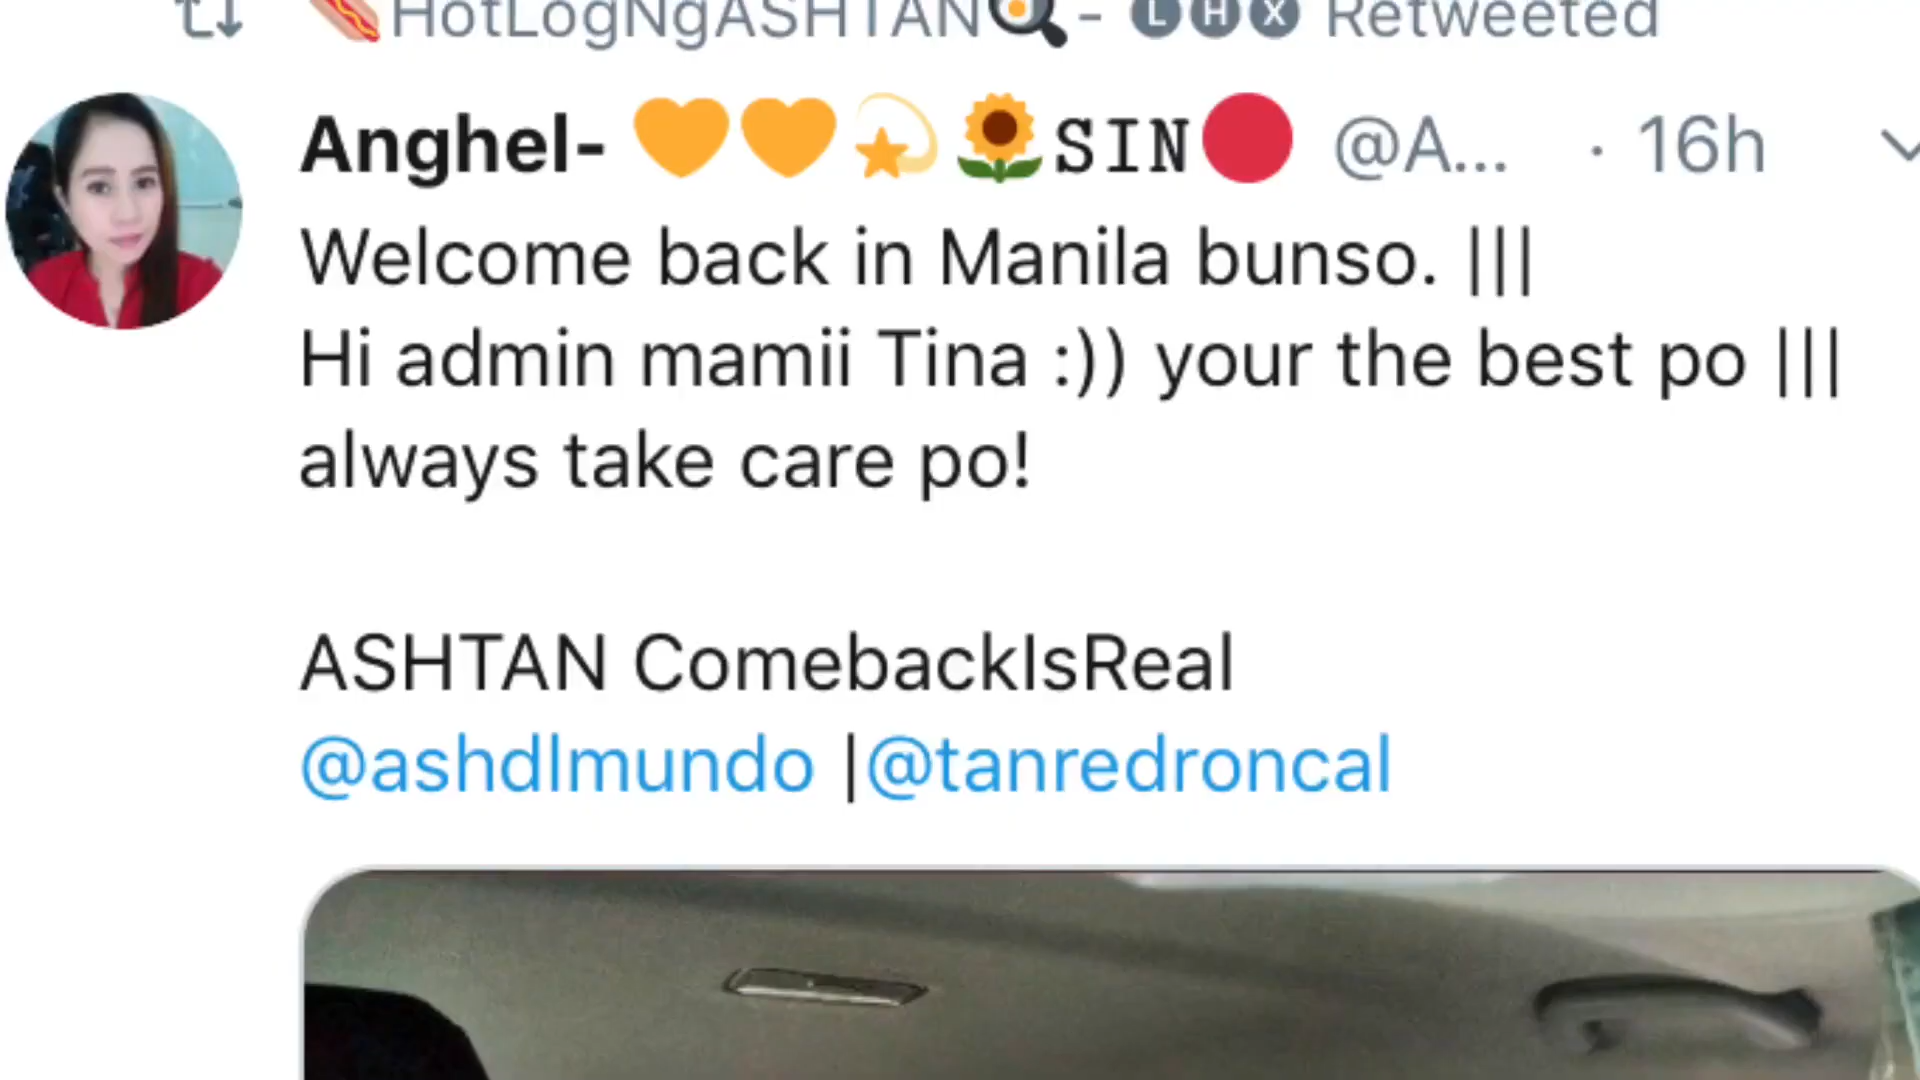 HotLogNgASHTAN🍳- 🅛🅗🅧 Retweeted
Anghel- 🧡🧡💫🌻SIN🔴 @A... · 16h
Welcome back in Manila bunso. |||
Hi admin mamii Tina :)) your the best po |||
always take care po!
ASHTAN ComebackIsReal
@ashdlmundo |@tanredroncal